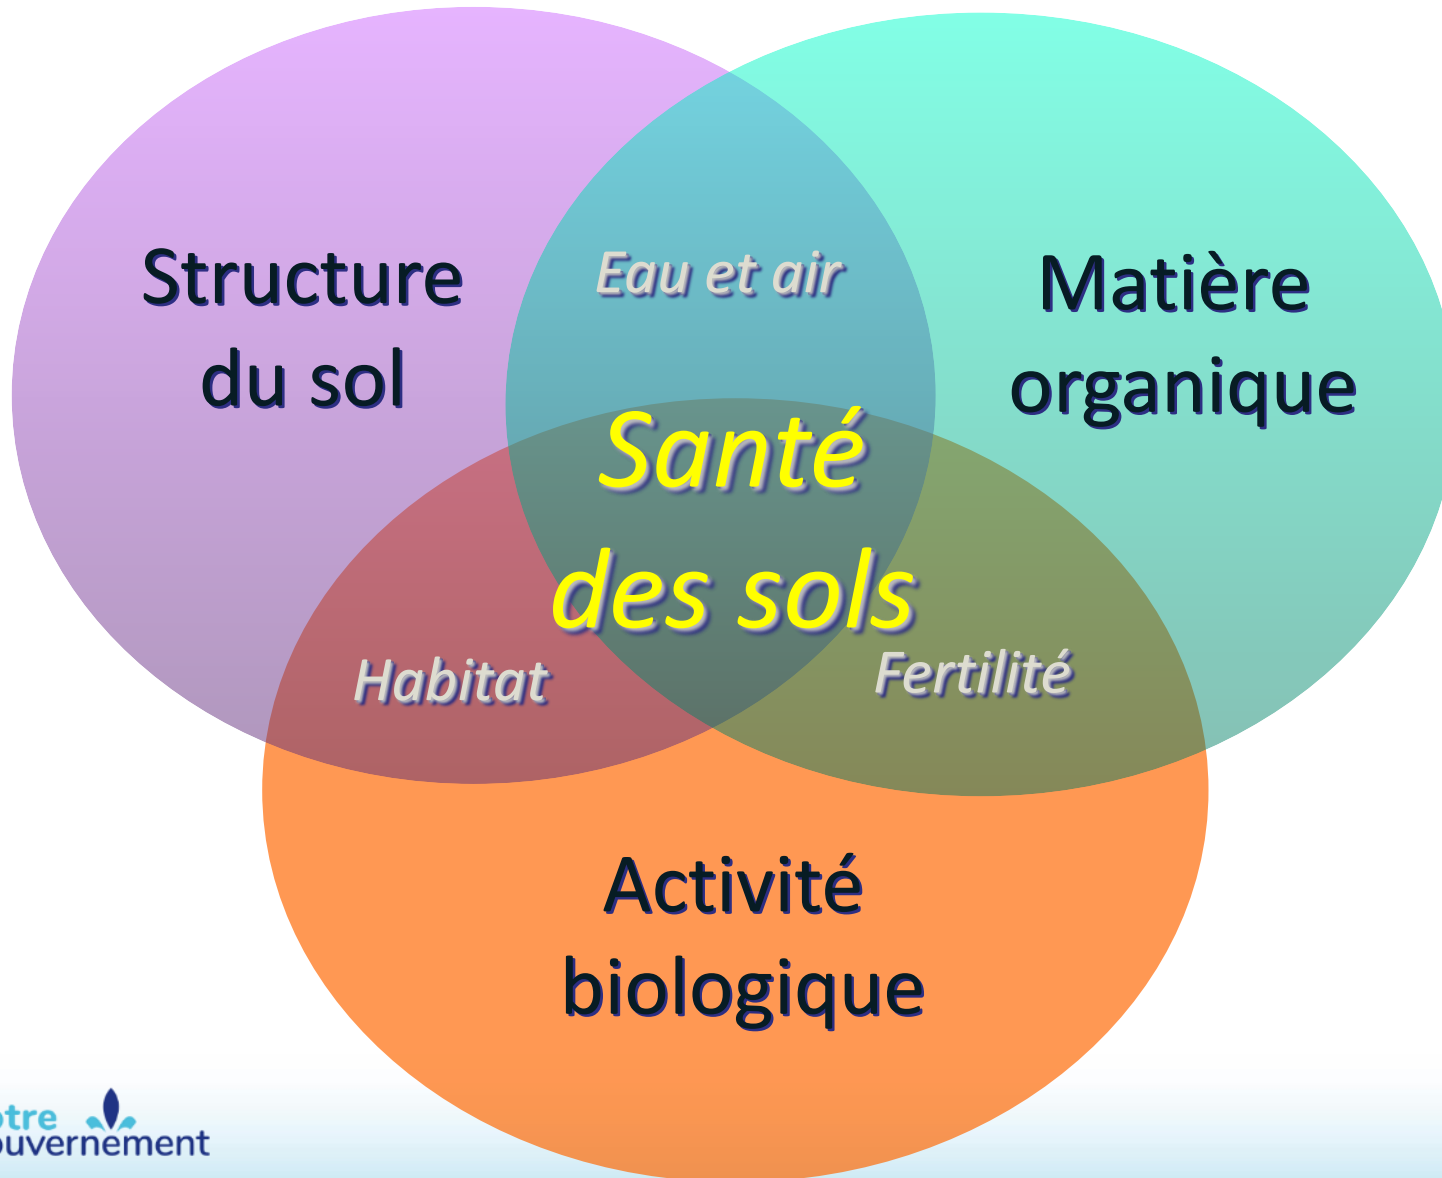 Structure
du sol
Eau et air
Matière
organique
Santé
des sols
Habitat
Fertilité
Activité
biologique
otre
ouvernement